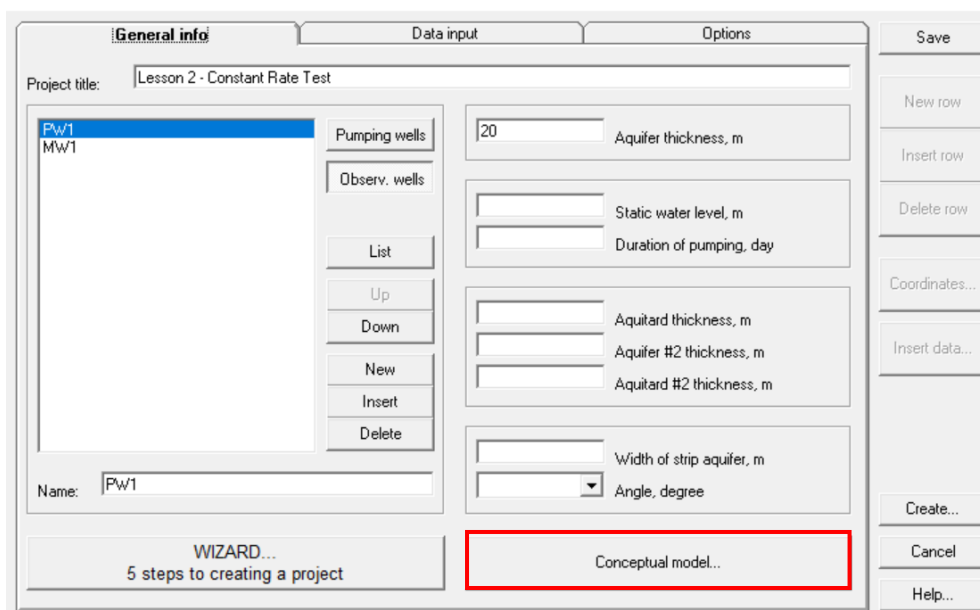 General info
Data input
Options
Project title:
Lesson 2 - Constant Rate Test
PW1
MW1
Pumping wells
Observ. wells
List
Up
Down
New
Insert
Delete
Name:
PW1
WIZARD...
5 steps to creating a project
20
Aquifer thickness, m
Static water level, m
Duration of pumping, day
Aquitard thickness, m
Aquifer #2 thickness, m
Aquitard #2 thickness, m
Width of strip aquifer, m
Angle, degree
Conceptual model...
Save
New row
Insert row
Delete row
Coordinates...
Insert data...
Create...
Cancel
Help...